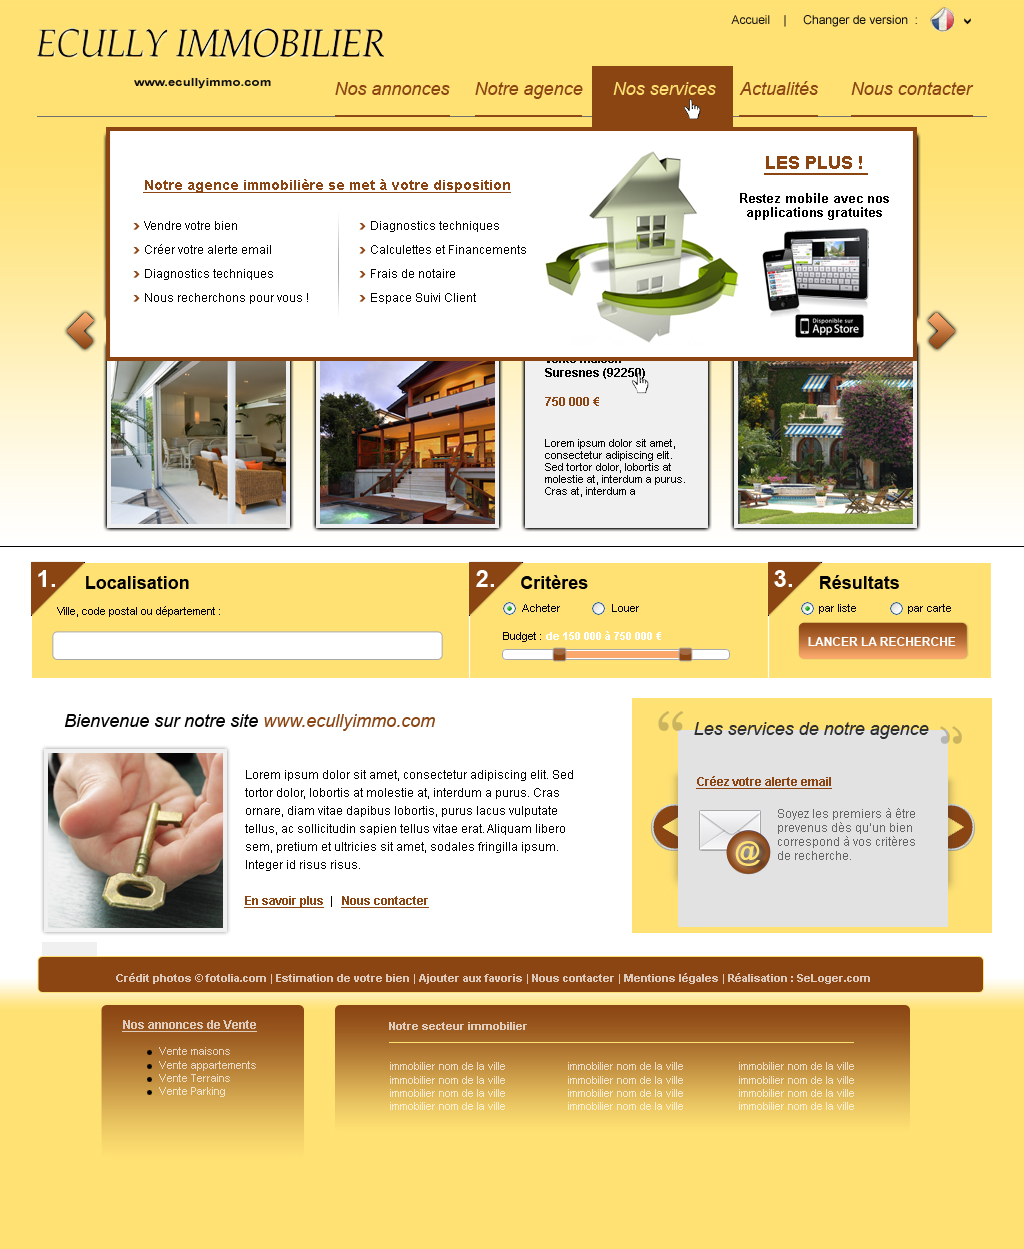 Accueil | Changer de version :
ECULLY IMMOBILIER
www.ecullyimmo.com
Nos annonces
Notre agence
Nos services
Actualités
Nous contacter
Notre agence immobilière se met à votre disposition
Vendre votre bien
Créer votre alerte email
Diagnostics techniques
Nous recherchons pour vous !
Diagnostics techniques
Calculettes et Financements
Frais de notaire
Espace Suivi Client
LES PLUS !
Restez mobile avec nos
applications gratuites
Disponible sur
App Store
Vente maison
Suresnes (92250)
750 000 €
Lorem ipsum dolor sit amet,
consectetur adipiscing elit.
Sed tortor dolor, lobortis at
molestie at, interdum a purus.
Cras at, interdum a
1. Localisation
Ville, code postal ou département :
2. Critères
Acheter
Louer
Budget : de 150 000 à 750 000 €
3. Résultats
par liste
par carte
LANCER LA RECHERCHE
Bienvenue sur notre site www.ecullyimmo.com
Lorem ipsum dolor sit amet, consectetur adipiscing elit. Sed
tortor dolor, lobortis at molestie at, interdum a purus. Cras
ornare, diam vitae dapibus lobortis, purus lacus vulputate
tellus, ac sollicitudin sapien tellus vitae erat. Aliquam libero
sem, pretium et ultricies sit amet, sodales fringilla ipsum.
Integer id risus risus.
En savoir plus | Nous contacter
“ Les services de notre agence ”
Créez votre alerte email
@
Soyez les premiers à être
prevenus dès qu'un bien
correspond à vos critères
de recherche.
Crédit photos © fotolia.com | Estimation de votre bien | Ajouter aux favoris | Nous contacter | Mentions légales | Réalisation : SeLoger.com
Nos annonces de Vente
Vente maisons
Vente appartements
Vente Terrains
Vente Parking
Notre secteur immobilier
immobilier nom de la ville
immobilier nom de la ville
immobilier nom de la ville
immobilier nom de la ville
immobilier nom de la ville
immobilier nom de la ville
immobilier nom de la ville
immobilier nom de la ville
immobilier nom de la ville
immobilier nom de la ville
immobilier nom de la ville
immobilier nom de la ville